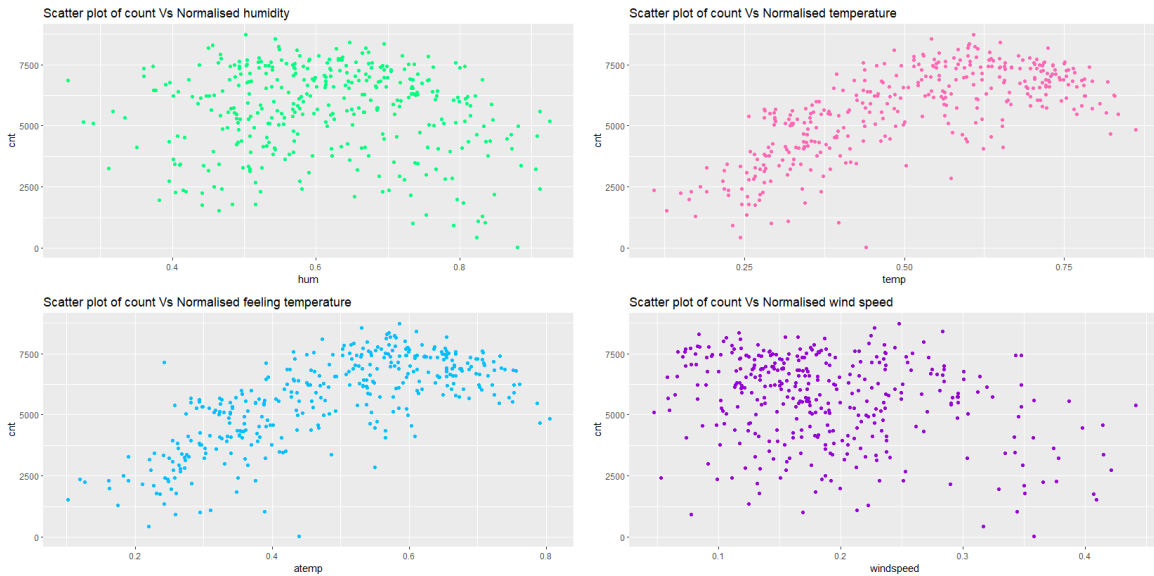 Scatter plot of count Vs Normalised humidity
7500
5000
2500
0
cnt
0.4 0.6 0.8
hum
Scatter plot of count Vs Normalised temperature
7500
5000
2500
0
cnt
0.25 0.50 0.75
temp
Scatter plot of count Vs Normalised feeling temperature
7500
5000
2500
0
cnt
0.2 0.4 0.6 0.8
atemp
Scatter plot of count Vs Normalised wind speed
7500
5000
2500
0
cnt
0.1 0.2 0.3 0.4
windspeed